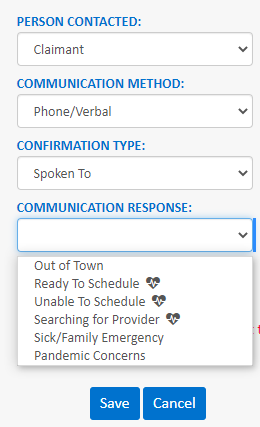 PERSON CONTACTED:
Claimant
COMMUNICATION METHOD:
Phone/Verbal
CONFIRMATION TYPE:
Spoken To
COMMUNICATION RESPONSE:
Out of Town
Ready To Schedule
Unable To Schedule
Searching for Provider
Sick/Family Emergency
Pandemic Concerns
Save Cancel